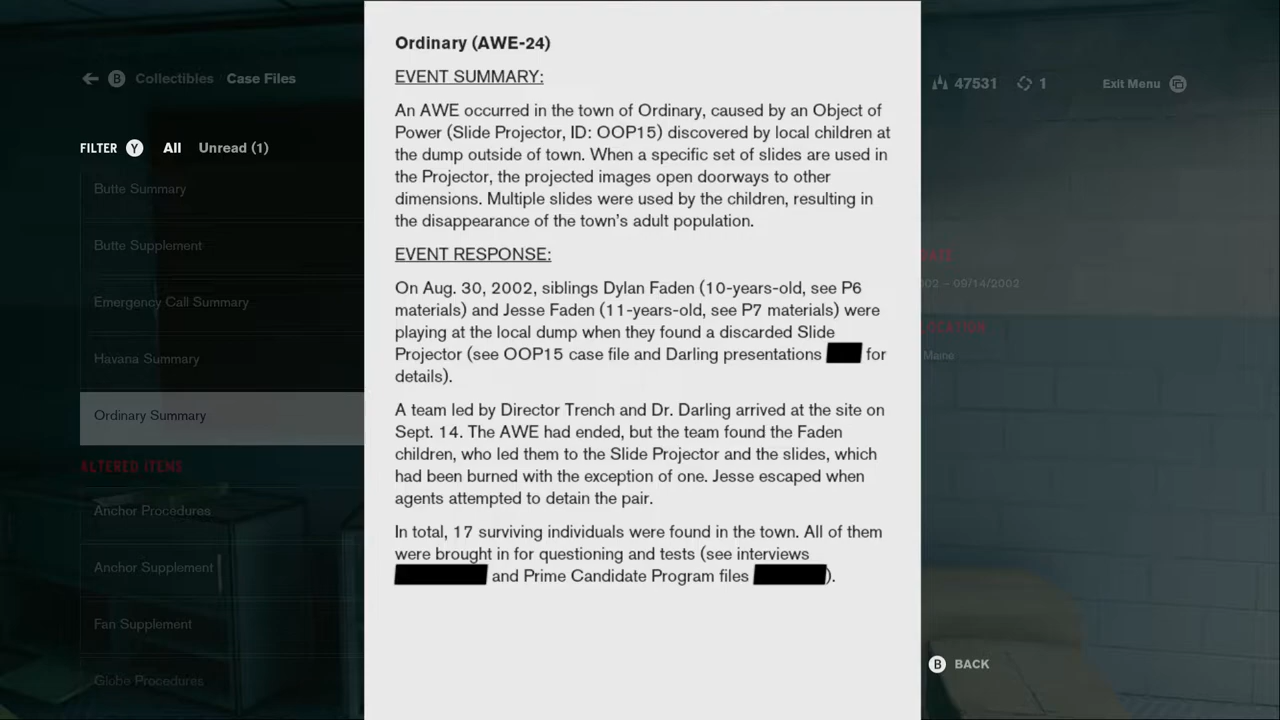 Ordinary (AWE-24)
B Collectibles Case Files
47531 1 Exit Menu
EVENT SUMMARY:
An AWE occurred in the town of Ordinary, caused by an Object of
Power (Slide Projector, ID: OOP15) discovered by local children at
the dump outside of town. When a specific set of slides are used in
the Projector, the projected images open doorways to other
dimensions. Multiple slides were used by the children, resulting in
the disappearance of the town's adult population.
EVENT RESPONSE:
On Aug. 30, 2002, siblings Dylan Faden (10-years-old, see P6
materials) and Jesse Faden (11-years-old, see P7 materials) were
playing at the local dump when they found a discarded Slide
Projector (see OOP15 case file and Darling presentations for
details).
A team led by Director Trench and Dr. Darling arrived at the site on
Sept. 14. The AWE had ended, but the team found the Faden
children, who led them to the Slide Projector and the slides, which
had been burned with the exception of one. Jesse escaped when
agents attempted to detain the pair.
In total, 17 surviving individuals were found in the town. All of them
were brought in for questioning and tests (see interviews
and Prime Candidate Program files ).
FILTER Y All Unread (1)
Butte Summary
Butte Supplement
Emergency Call Summary
Havana Summary
Ordinary Summary
ALTERED ITEMS
Anchor Procedures
Anchor Supplement
Fan Supplement
Globe Procedures
ATE
02 – 09/14/2002
LOCATION
Maine
B BACK